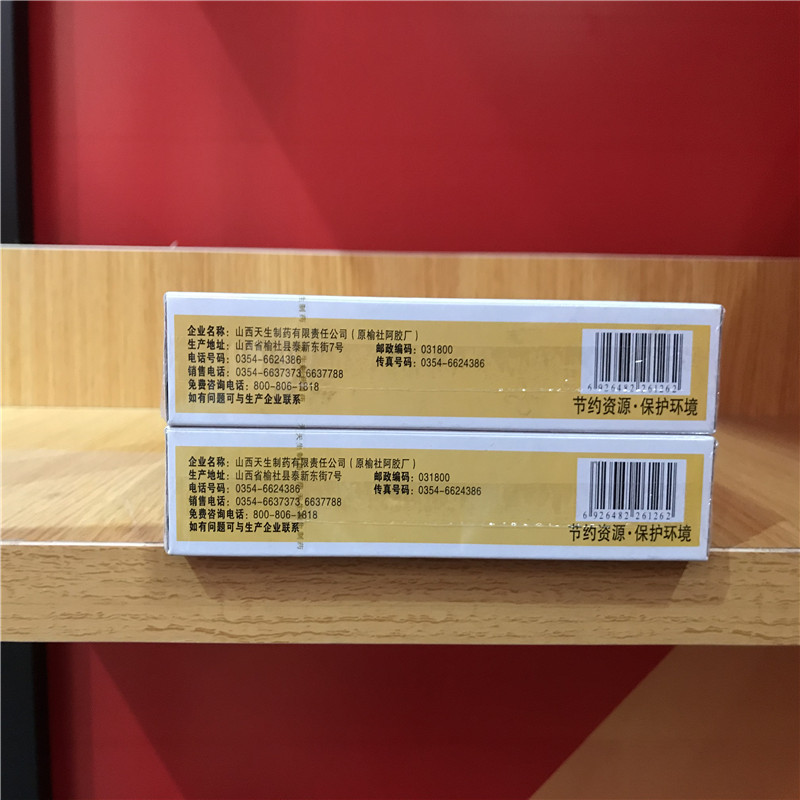 企业名称：山西天生制药有限责任公司（原榆社阿胶厂）
生产地址：山西省榆社县泰新东街7号 邮政编码：031800
电话号码：0354-6624386 传真号码：0354-6624386
销售电话：0354-6637373 6637788
免费咨询电话：800-806-1818
如有问题可与生产企业联系
6 926482 261262
节约资源·保护环境
企业名称：山西天生制药有限责任公司（原榆社阿胶厂）
生产地址：山西省榆社县泰新东街7号 邮政编码：031800
电话号码：0354-6624386 传真号码：0354-6624386
销售电话：0354-6637373 6637788
免费咨询电话：800-806-1818
如有问题可与生产企业联系
6 926482 261262
节约资源·保护环境